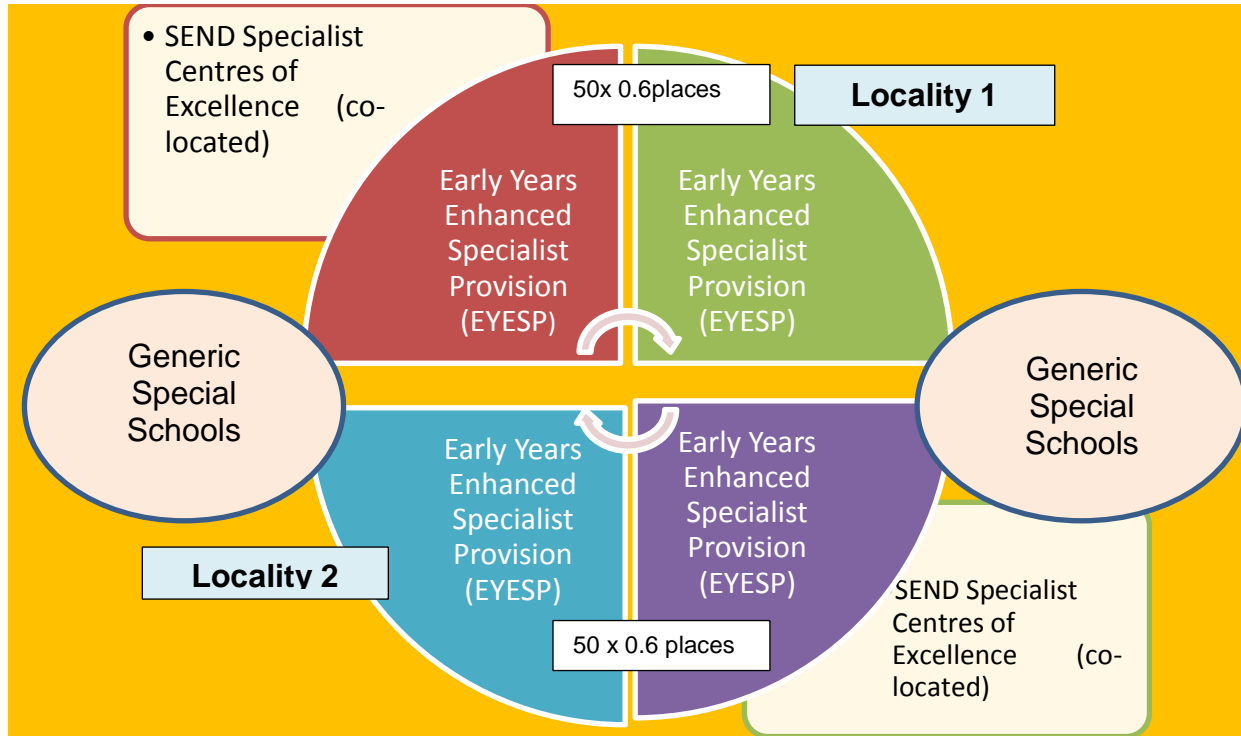 • SEND Specialist
Centres of
Excellence (co-
located)
50x 0.6places
Locality 1
Early Years
Enhanced
Specialist
Provision
(EYESP)
Early Years
Enhanced
Specialist
Provision
(EYESP)
Generic
Special
Schools
Generic
Special
Schools
Early Years
Enhanced
Specialist
Provision
(EYESP)
Early Years
Enhanced
Specialist
Provision
(EYESP)
Locality 2
50 x 0.6 places
SEND Specialist
Centres of
Excellence (co-
located)